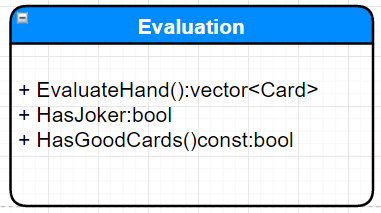 Evaluation
+ EvaluateHand():vector<Card>
+ HasJoker:bool
+ HasGoodCards()const:bool